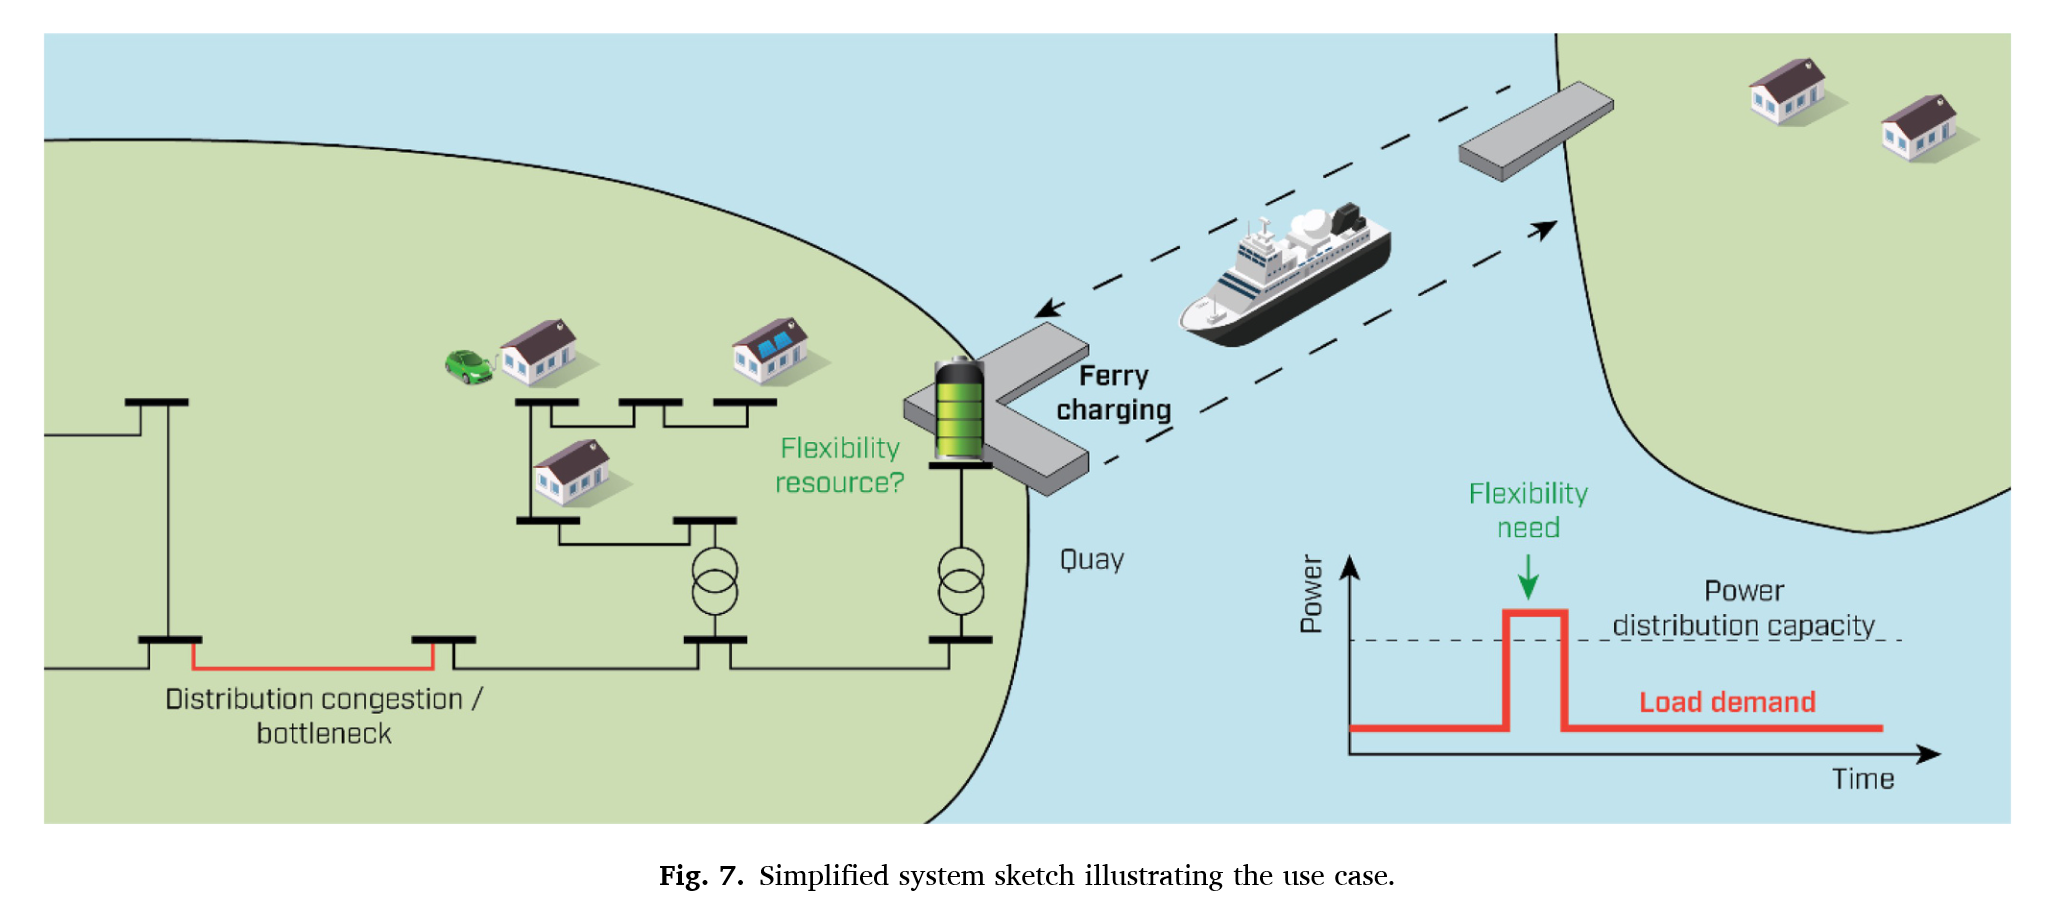 Ferry
charging
Flexibility
resource?
Quay
Distribution congestion /
bottleneck
Flexibility
need
Power
Power
distribution capacity
Load demand
Time
Fig. 7. Simplified system sketch illustrating the use case.